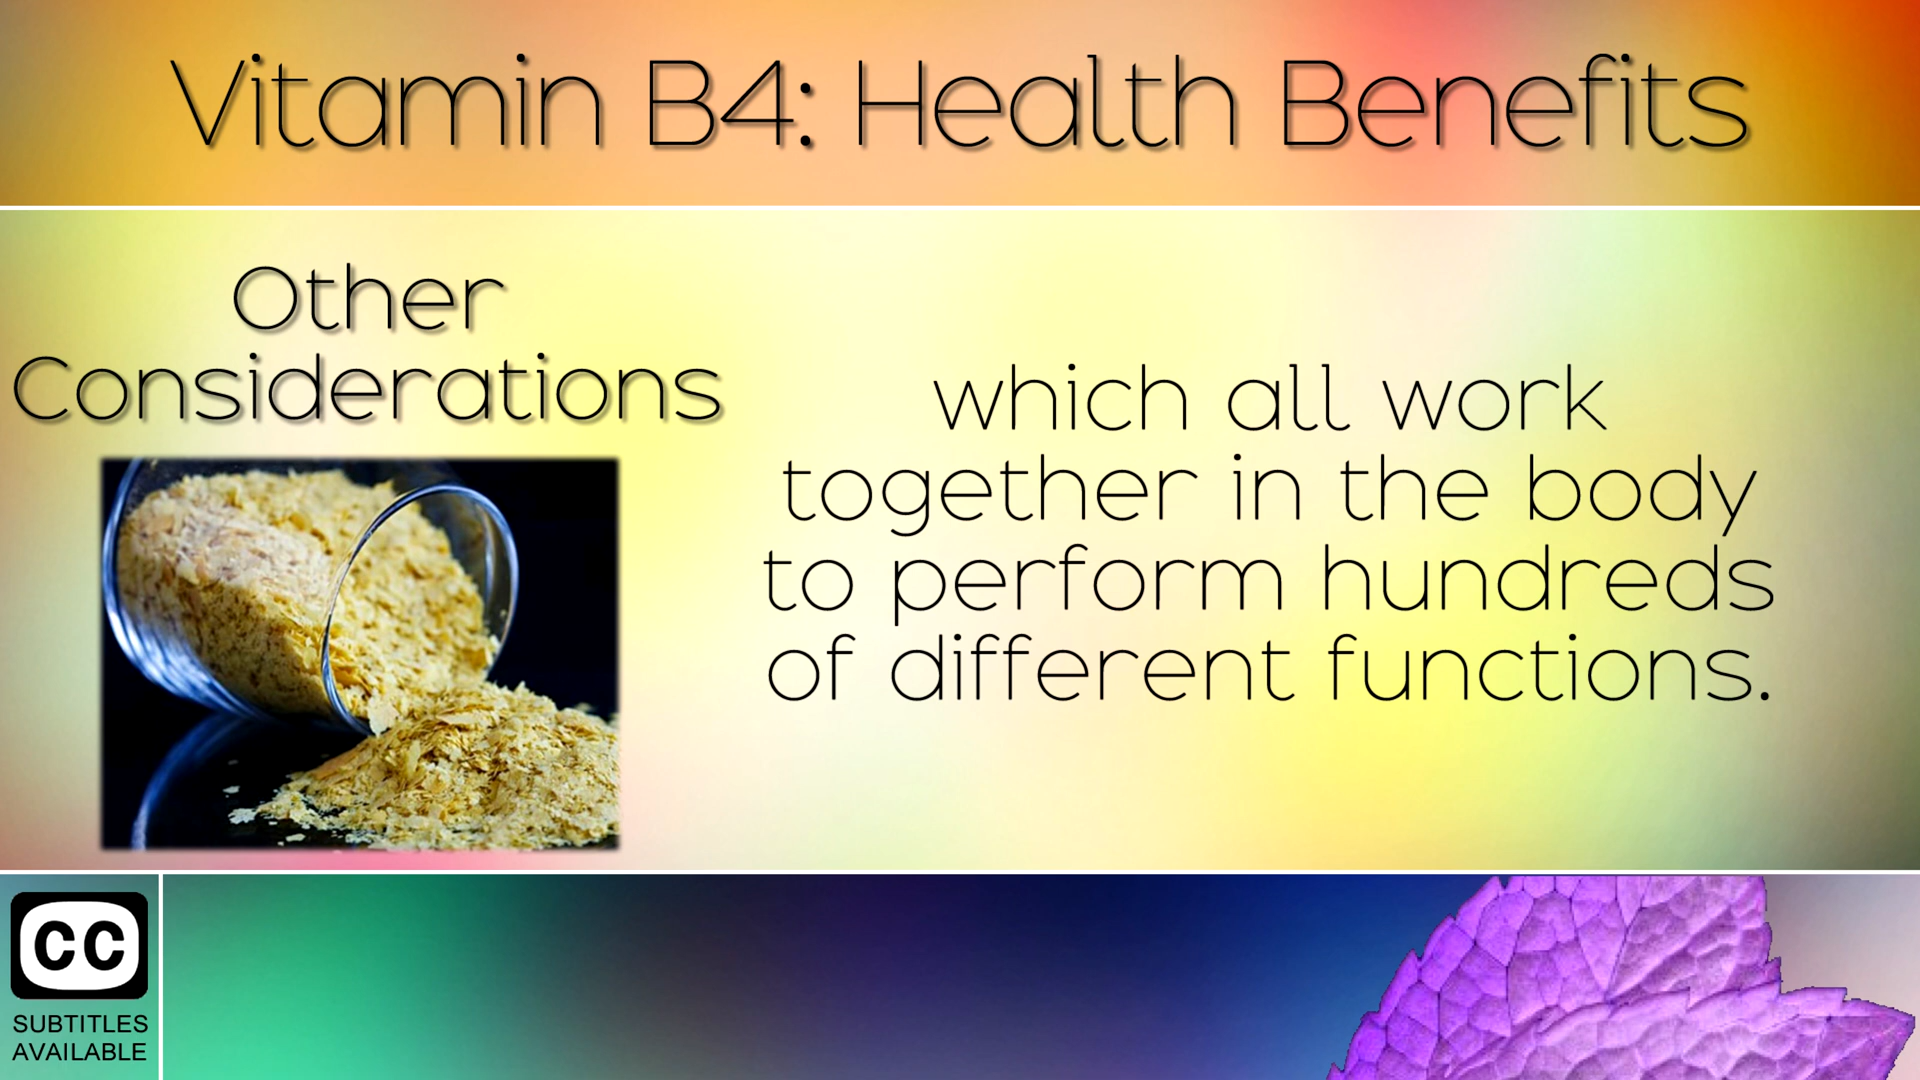 Vitamin B4: Health Benefits
Other
Considerations
which all work
together in the body
to perform hundreds
of different functions.
CC
SUBTITLES
AVAILABLE